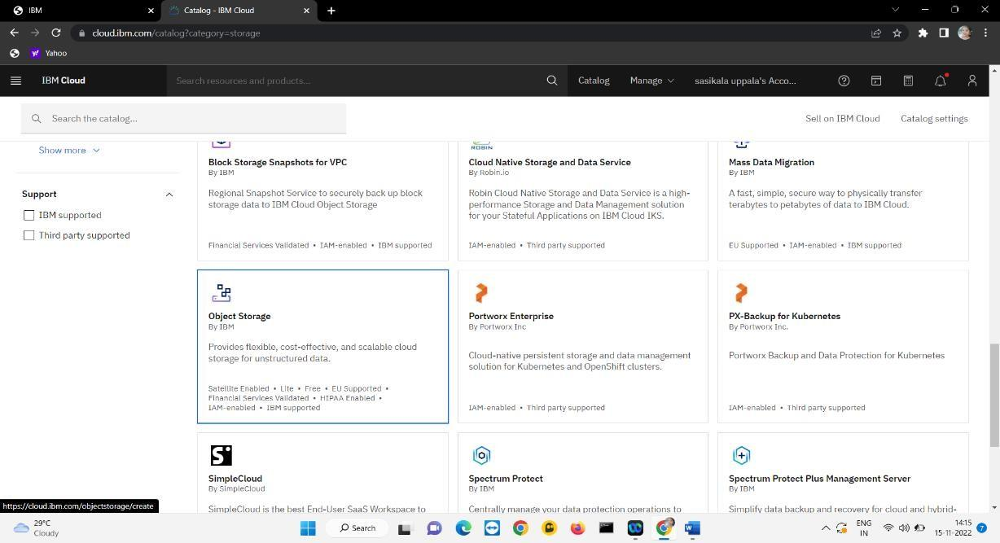 IBM
Catalog - IBM Cloud
cloud.ibm.com/catalog?category=storage
Yahoo
IBM Cloud
Search resources and products...
Catalog
Manage
sasikala uppala's Acco...
Search the catalog...
Sell on IBM Cloud
Catalog settings
Show more
Support
IBM supported
Third party supported
Block Storage Snapshots for VPC
By IBM
Regional Snapshot Service to securely back up block
storage data to IBM Cloud Object Storage
Financial Services Validated • IAM-enabled • IBM supported
ROBIN
Cloud Native Storage and Data Service
By Robin.io
Robin Cloud Native Storage and Data Service is a high-
performance Storage and Data Management solution
for your Stateful Applications on IBM Cloud IKS.
IAM-enabled • Third party supported
Mass Data Migration
By IBM
A fast, simple, secure way to physically transfer
terabytes to petabytes of data to IBM Cloud.
EU Supported • IAM-enabled • IBM supported
Object Storage
By IBM
Provides flexible, cost-effective, and scalable cloud
storage for unstructured data.
Satellite Enabled • Lite • Free • EU Supported •
Financial Services Validated • HIPAA Enabled •
IAM-enabled • IBM supported
Portworx Enterprise
By Portworx Inc
Cloud-native persistent storage and data management
solution for Kubernetes and OpenShift clusters.
IAM-enabled • Third party supported
PX-Backup for Kubernetes
By Portworx Inc.
Portworx Backup and Data Protection for Kubernetes
IAM-enabled • Third party supported
SimpleCloud
By SimpleCloud
SimpleCloud is the best End-User SaaS Workspace to
Spectrum Protect
By IBM
Centrally manage your data protection operations to
Spectrum Protect Plus Management Server
By IBM
Simplify data backup and recovery for cloud and hybrid-
https://cloud.ibm.com/objectstorage/create
29°C
Cloudy
Search
ENG
IN
14:15
15-11-2022
7